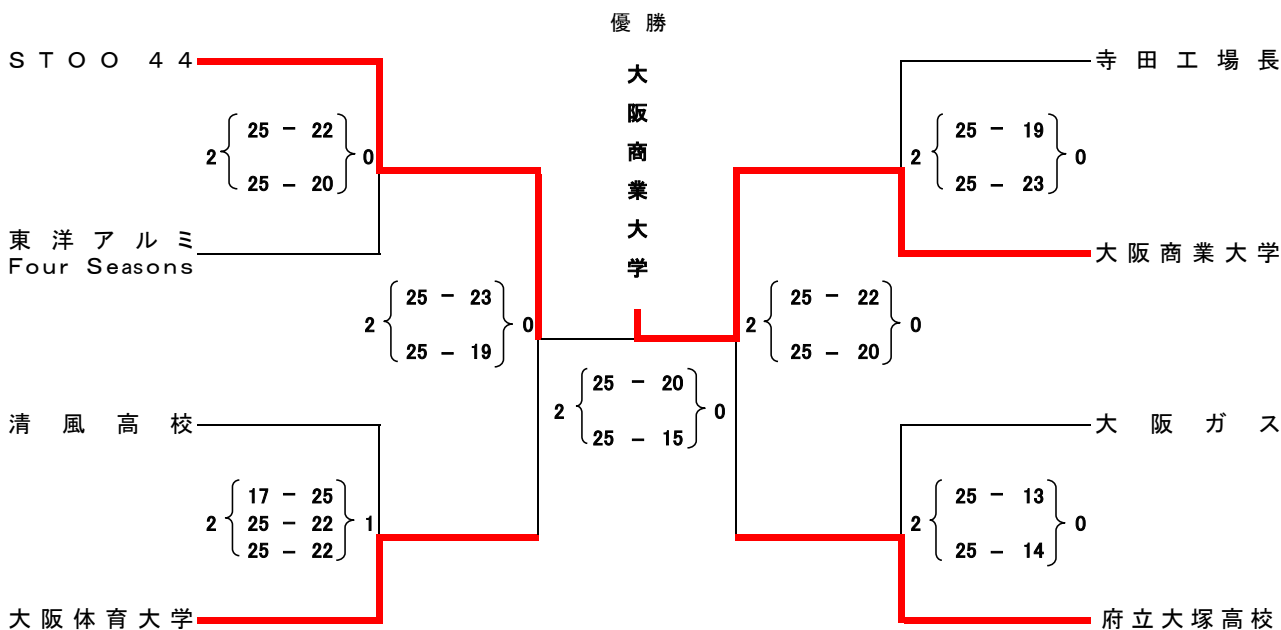 優勝
大阪商業大学
STOO 44
寺田工場長
2 25 － 22 0
25 － 20
2 25 － 19 0
25 － 23
東洋アルミ
Four Seasons
大阪商業大学
2 25 － 23 0
25 － 19
2 25 － 22 0
25 － 20
2 25 － 20 0
25 － 15
清風高校
大阪ガス
17 － 25
2 25 － 22 1
25 － 22
2 25 － 13 0
25 － 14
大阪体育大学
府立大塚高校